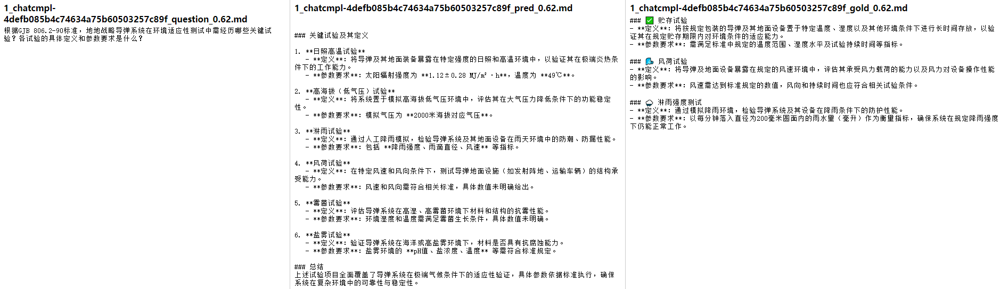 1_chatcmpl-
4defb085b4c74634a75b60503257c89f_question_0.62.md
根据GJB 806.2-90标准，地地战略导弹系统在环境适应性测试中需经历哪些关键试
验？各试验的具体定义和参数要求是什么？
1_chatcmpl-4defb085b4c74634a75b60503257c89f_pred_0.62.md
### 关键试验及其定义
1. **日照高温试验**
- **定义**：将导弹及其地面装备暴露在特定强度的日照和高温环境中，以验证其在极端炎热条
件下的工作能力。
- **参数要求**：太阳辐射强度为 **1.12±0.28 MJ/m²·h**，温度为 **49℃**。
2. **高海拔（低气压）试验**
- **定义**：将系统置于模拟高海拔低气压环境中，评估其在大气压力降低条件下的功能稳定
性。
- **参数要求**：模拟气压为 **2000米海拔对应气压**。
3. **淋雨试验**
- **定义**：通过人工降雨模拟，检验导弹系统及其地面设备在雨天环境中的防潮、防漏性能。
- **参数要求**：包括 **降雨强度、雨滴直径、风速** 等指标。
4. **风荷试验**
- **定义**：在特定风速和风向条件下，测试导弹地面设施（如发射阵地、运输车辆）的结构承
受能力。
- **参数要求**：风速和风向需符合相关标准，具体数值未明确给出。
5. **霉菌试验**
- **定义**：评估导弹系统在高湿、高霉菌环境下材料和结构的抗霉性能。
- **参数要求**：环境湿度和温度需满足霉菌生长条件，具体数值未明确。
6. **盐雾试验**
- **定义**：验证导弹系统在海洋或高盐雾环境下，材料是否具有抗腐蚀能力。
- **参数要求**：盐雾环境的 **pH值、盐浓度、温度** 等需符合标准规定。
### 总结
上述试验项目全面覆盖了导弹系统在极端气候条件下的适应性验证，具体参数依据标准执行，确保
系统在复杂环境中的可靠性与稳定性。
1_chatcmpl-4defb085b4c74634a75b60503257c89f_gold_0.62.md
### ✅ 贮存试验
- **定义**：将按规定包装的导弹及其地面设备置于特定温度、湿度以及其他环境条件下进行长时间存放，以验
证其在规定贮存期限内对环境条件的适应能力。
- **参数要求**：需满足标准中规定的温度范围、湿度水平及试验持续时间等指标。
### 风荷试验
- **定义**：将导弹及地面设备暴露在规定的风速环境中，评估其承受风力载荷的能力以及风力对设备操作性能
的影响。
- **参数要求**：风速需达到标准规定的数值，风向和持续时间也应符合相关试验条件。
### 🌧 淋雨强度测试
- **定义**：通过模拟降雨环境，检验导弹系统及其设备在降雨条件下的防护性能。
- **参数要求**：以每分钟落入直径为200毫米圆面内的雨水量（毫升）作为衡量指标，确保系统在规定降雨强度
下仍能正常工作。